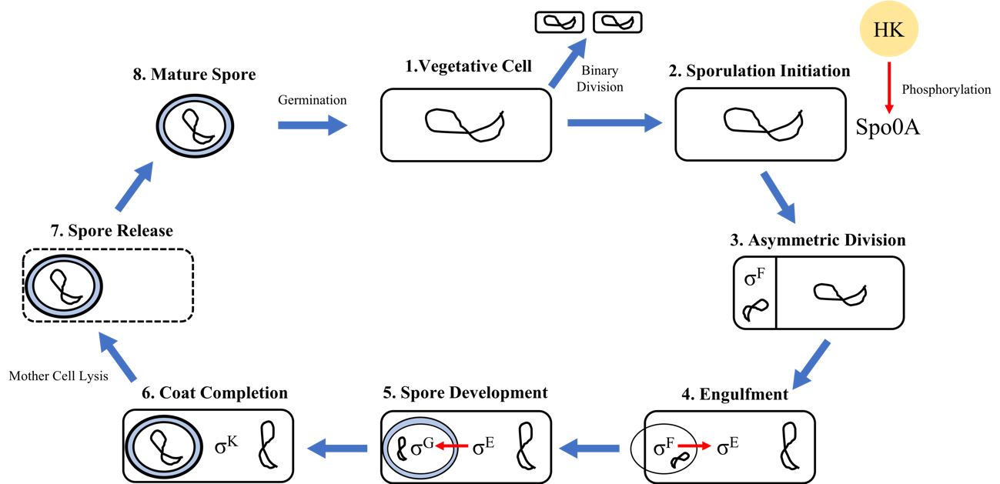 HK
1.Vegetative Cell
8. Mature Spore
2. Sporulation Initiation
Binary
Division
Phosphorylation
Germination
Spo0A
7. Spore Release
3. Asymmetric Division
σF
Mother Cell Lysis
6. Coat Completion
5. Spore Development
4. Engulfment
σK
σG
σE
σF
σE